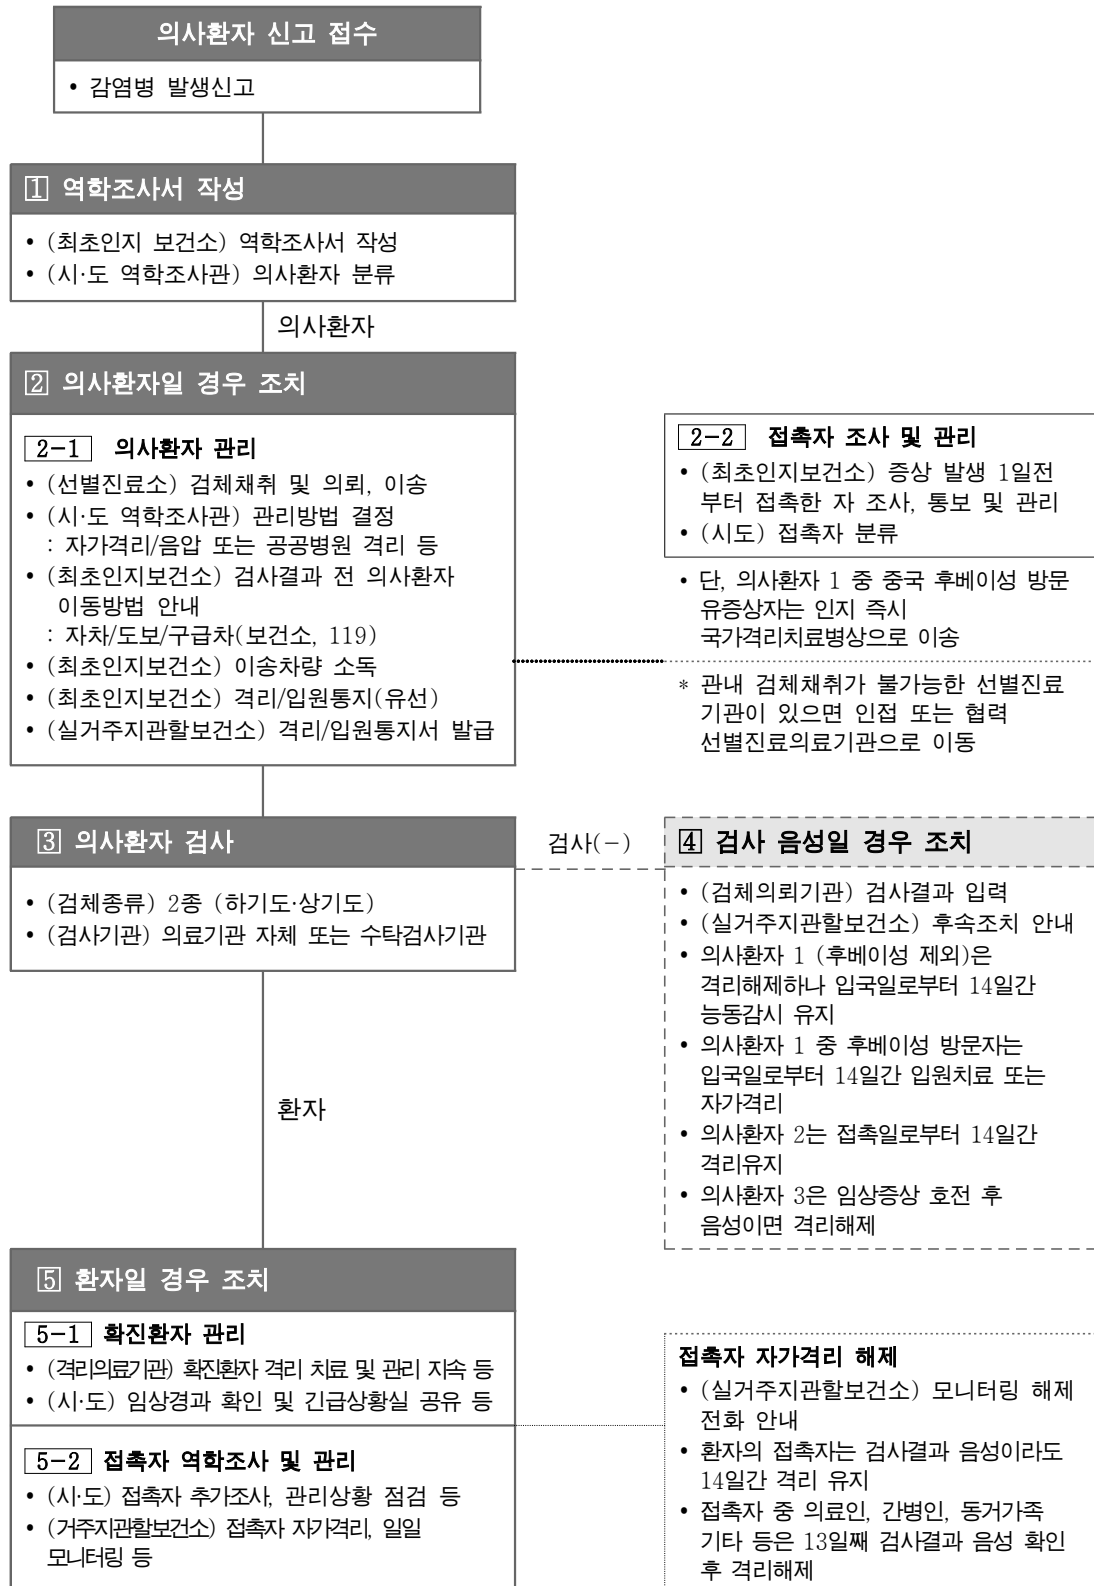 의사환자 신고 접수
• 감염병 발생신고
1 역학조사서 작성
• (최초인지 보건소) 역학조사서 작성
• (시·도 역학조사관) 의사환자 분류
의사환자
2 의사환자일 경우 조치
2-1 의사환자 관리
• (선별진료소) 검체채취 및 의뢰, 이송
• (시·도 역학조사관) 관리방법 결정
: 자가격리/음압 또는 공공병원 격리 등
• (최초인지보건소) 검사결과 전 의사환자
이동방법 안내
: 자차/도보/구급차(보건소, 119)
• (최초인지보건소) 이송차량 소독
• (최초인지보건소) 격리/입원통지(유선)
• (실거주지관할보건소) 격리/입원통지서 발급
2-2 접촉자 조사 및 관리
• (최초인지보건소) 증상 발생 1일전
부터 접촉한 자 조사, 통보 및 관리
• (시도) 접촉자 분류
• 단, 의사환자 1 중 중국 후베이성 방문
유증상자는 인지 즉시
국가격리치료병상으로 이송
* 관내 검체채취가 불가능한 선별진료
기관이 있으면 인접 또는 협력
선별진료의료기관으로 이동
3 의사환자 검사
• (검체종류) 2종 (하기도·상기도)
• (검사기관) 의료기관 자체 또는 수탁검사기관
검사(-)
4 검사 음성일 경우 조치
• (검체의뢰기관) 검사결과 입력
• (실거주지관할보건소) 후속조치 안내
• 의사환자 1 (후베이성 제외)은
격리해제하나 입국일로부터 14일간
능동감시 유지
• 의사환자 1 중 후베이성 방문자는
입국일로부터 14일간 입원치료 또는
자가격리
• 의사환자 2는 접촉일로부터 14일간
격리유지
• 의사환자 3은 임상증상 호전 후
음성이면 격리해제
환자
5 환자일 경우 조치
5-1 확진환자 관리
• (격리의료기관) 확진환자 격리 치료 및 관리 지속 등
• (시·도) 임상경과 확인 및 긴급상황실 공유 등
5-2 접촉자 역학조사 및 관리
• (시·도) 접촉자 추가조사, 관리상황 점검 등
• (거주지관할보건소) 접촉자 자가격리, 일일
모니터링 등
접촉자 자가격리 해제
• (실거주지관할보건소) 모니터링 해제
전화 안내
• 환자의 접촉자는 검사결과 음성이라도
14일간 격리 유지
• 접촉자 중 의료인, 간병인, 동거가족
기타 등은 13일째 검사결과 음성 확인
후 격리해제